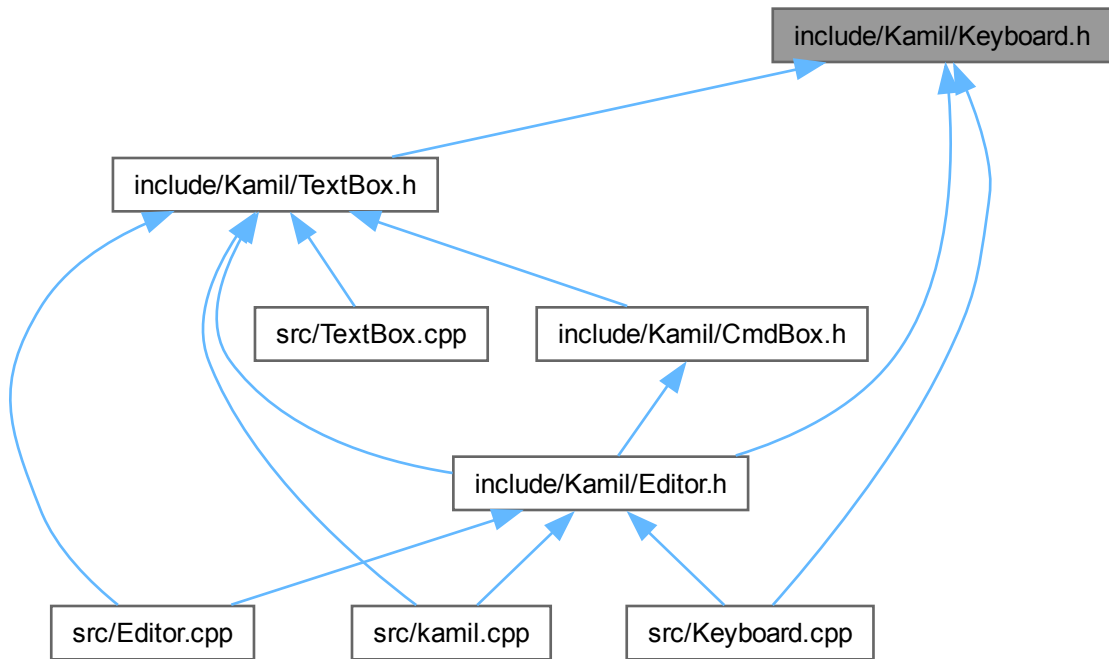 include/Kamil/Keyboard.h
include/Kamil/TextBox.h
src/TextBox.cpp
include/Kamil/CmdBox.h
include/Kamil/Editor.h
src/Editor.cpp
src/kamil.cpp
src/Keyboard.cpp